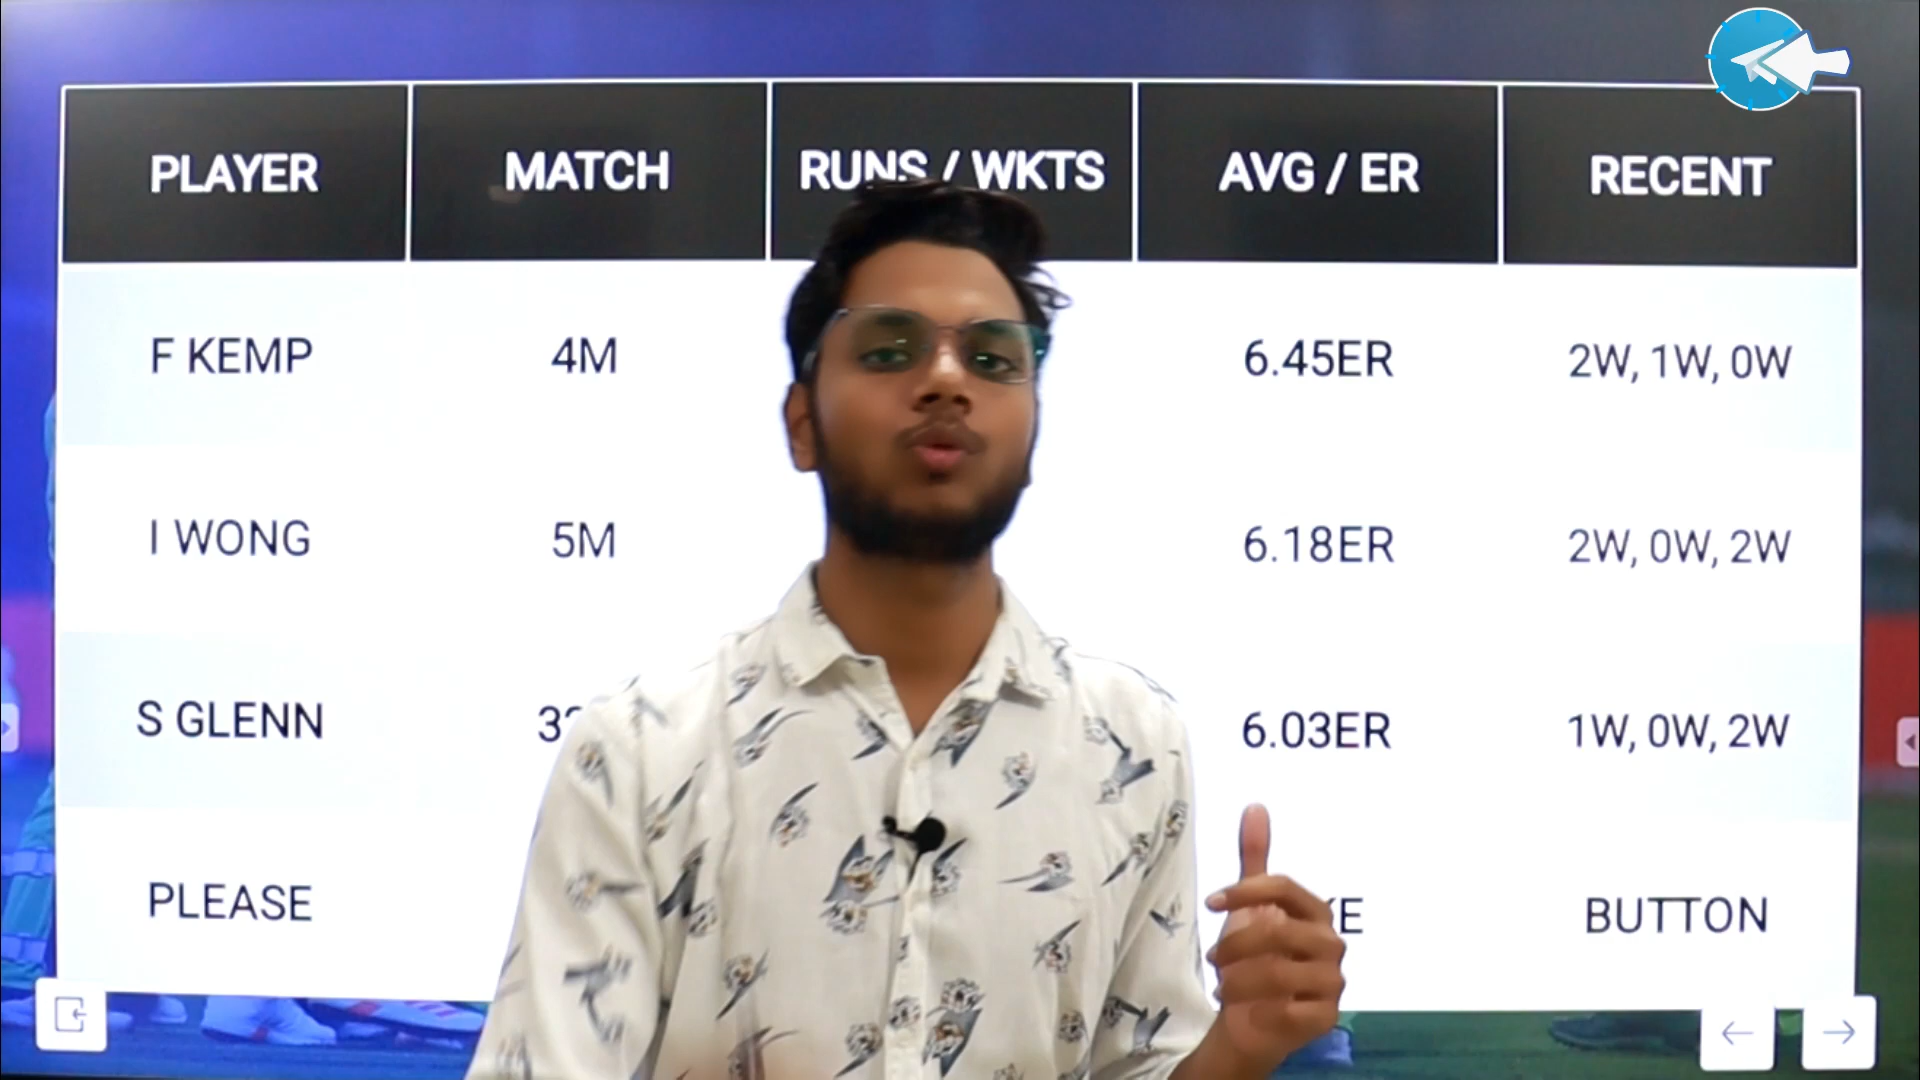 PLAYER MATCH RUNS / WKTS AVG / ER RECENT
F KEMP 4M 6.45ER 2W, 1W, 0W
I WONG 5M 6.18ER 2W, 0W, 2W
S GLENN 6.03ER 1W, 0W, 2W
PLEASE BUTTON